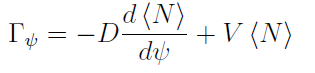 Γ_ψ = −D d⟨N⟩/dψ + V⟨N⟩